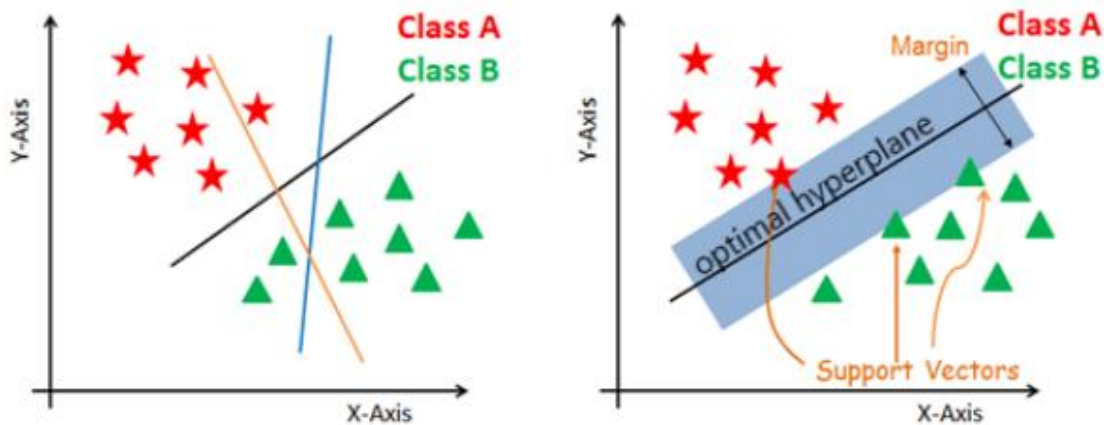 Class A
Class B
Y-Axis
X-Axis
Class A
Class B
Margin
optimal hyperplane
Y-Axis
Support Vectors
X-Axis